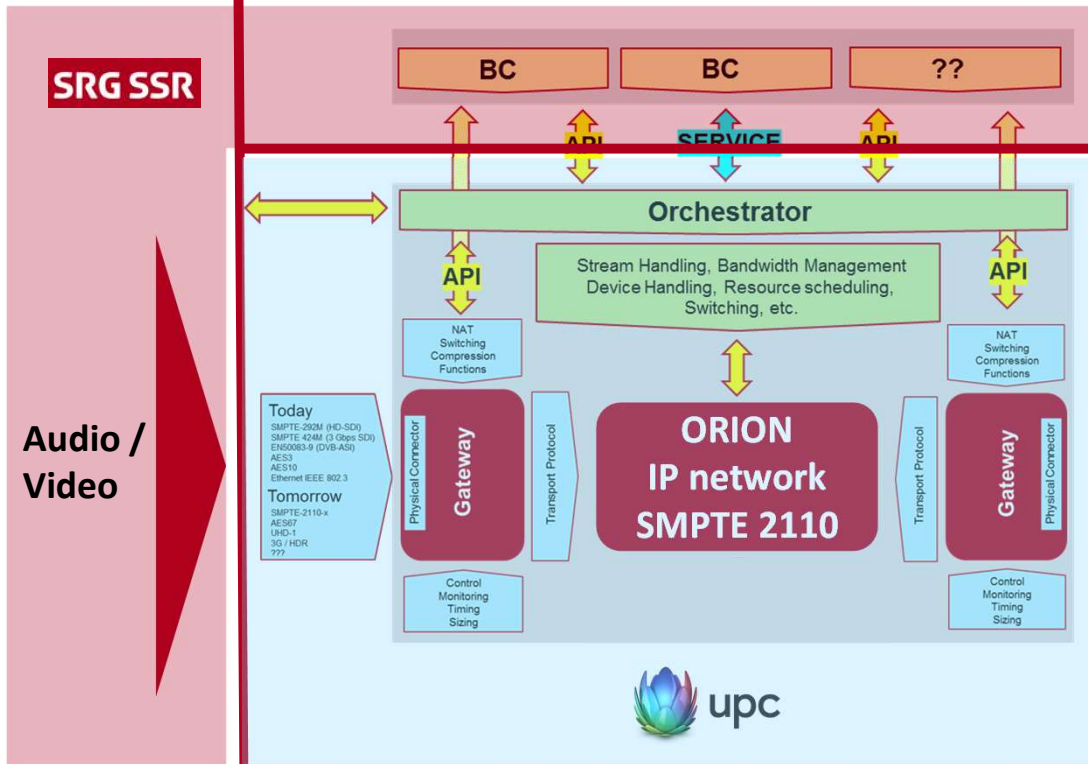 SRG SSR
BC
BC
??
API
SERVICE
API
Orchestrator
API
Stream Handling, Bandwidth Management
Device Handling, Resource scheduling,
Switching, etc.
API
NAT
Switching
Compression
Functions
NAT
Switching
Compression
Functions
Audio /
Video
Today
SMPTE-292M (HD-SDI)
SMPTE 424M (3 Gbps SDI)
EN50083-9 (DVB-ASI)
AES3
AES10
Ethernet IEEE 802.3
Tomorrow
SMPTE-2110-x
AES67
UHD-1
3G / HDR
???
Physical Connector
Gateway
Transport Protocol
ORION
IP network
SMPTE 2110
Transport Protocol
Gateway
Physical Connector
Control
Monitoring
Timing
Sizing
Control
Monitoring
Timing
Sizing
upc